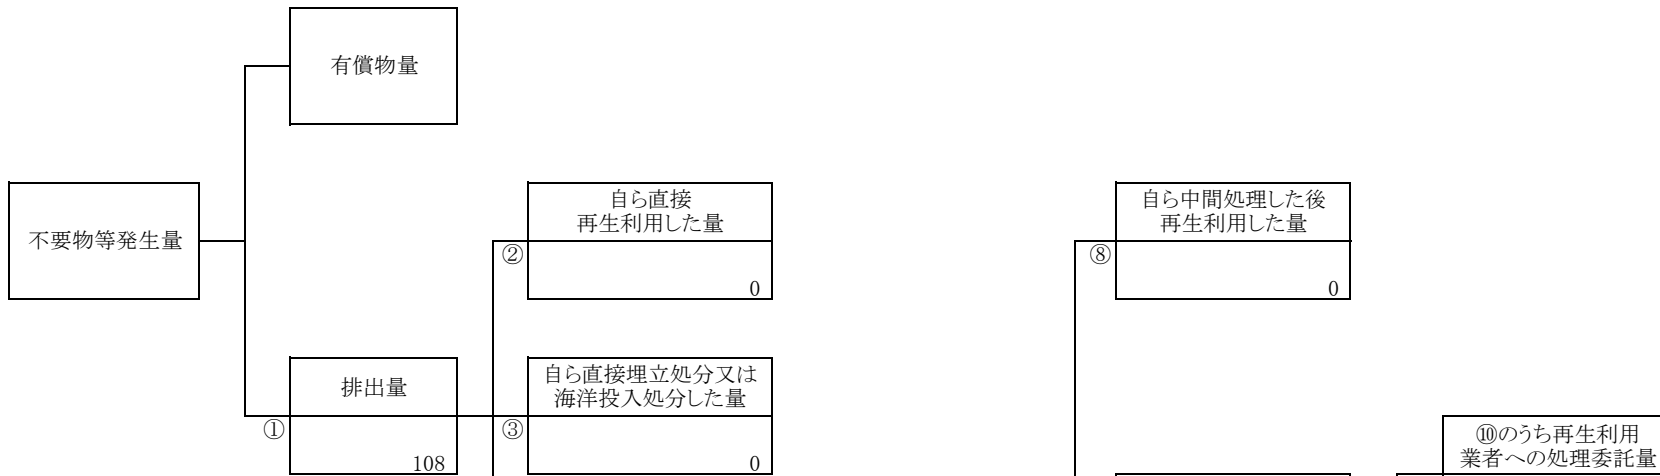 有償物量
不要物等発生量
自ら直接
再生利用した量
②
0
自ら中間処理した後
再生利用した量
⑧
0
排出量
①
108
自ら直接埋立処分又は
海洋投入処分した量
③
0
⑩のうち再生利用
業者への処理委託量